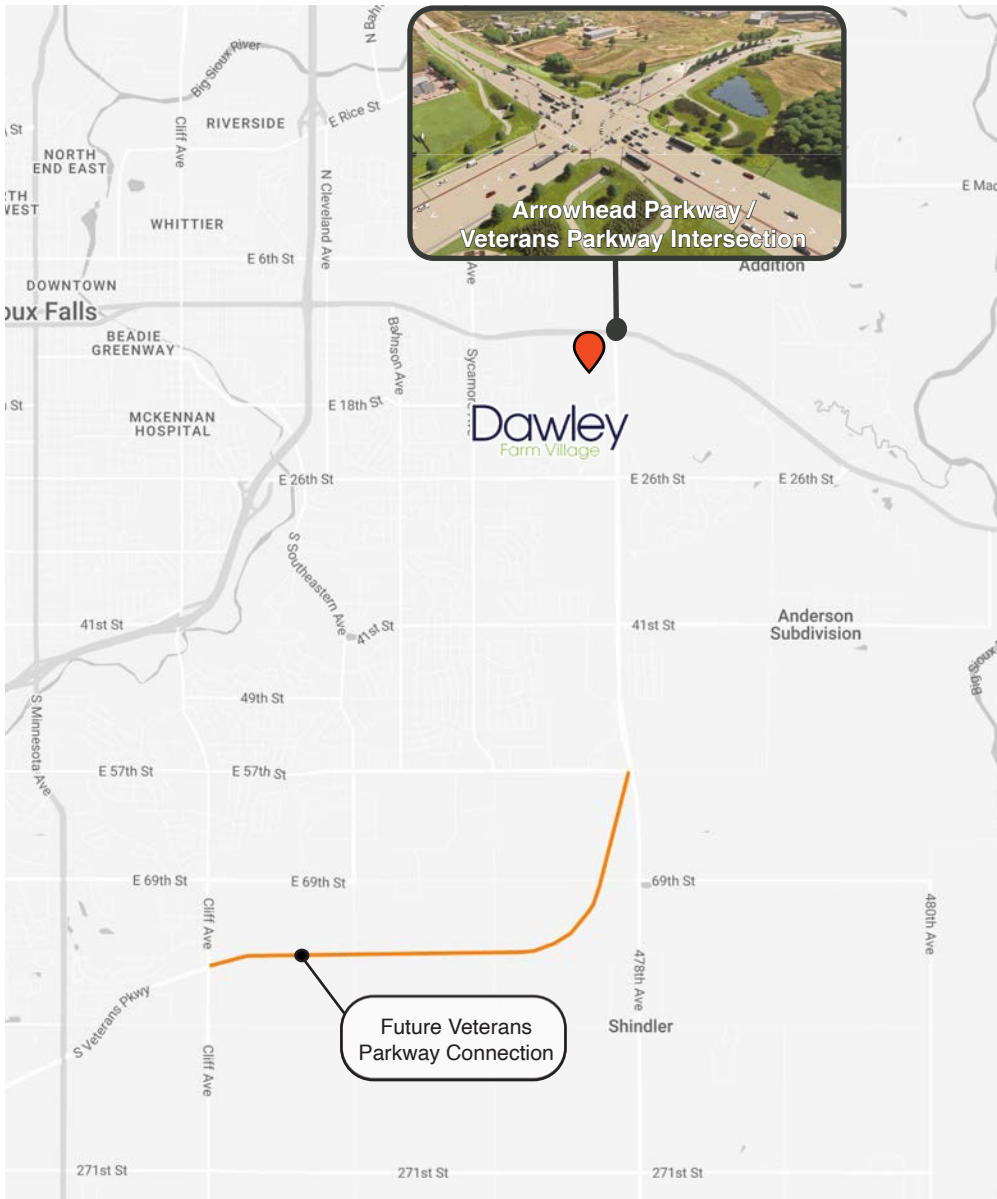 Big Sioux River
N Bahn
E Rice St
St
Cliff Ave
RIVERSIDE
NORTH
END EAST
N Cleveland Ave
E Mad
TH
WEST
WHITTIER
Arrowhead Parkway /
Veterans Parkway Intersection
E 6th St
Ave
Addition
DOWNTOWN
oux Falls
BEADIE
GREENWAY
Bahnson Ave
Sycamore Ave
St
E 18th St
MCKENNAN
HOSPITAL
Dawley
Farm Village
E 26th St
E 26th St
E 26th St
S Southeastern Ave
41st St
41st St
41st St
Anderson
Subdivision
Big Sioux
49th St
S Minnesota Ave
E 57th St
E 57th St
E 69th St
E 69th St
69th St
Cliff Ave
480th Ave
478th Ave
S Veterans Pkwy
Future Veterans
Parkway Connection
Shindler
Cliff Ave
271st St
271st St
271st St